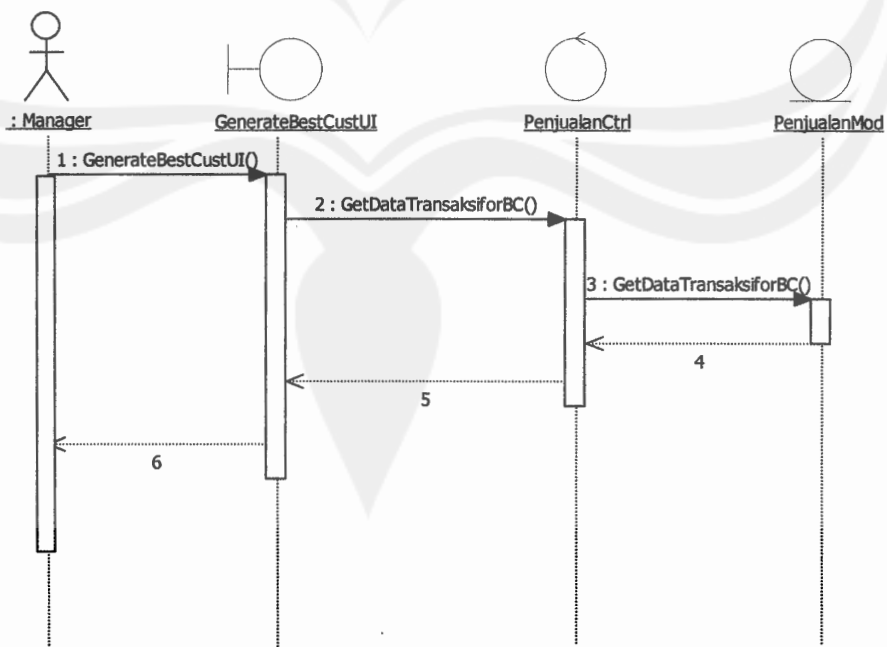 : Manager
GenerateBestCustUI
PenjualanCtrl
PenjualanMod
1 : GenerateBestCustUI()
2 : GetDataTransaksiforBC()
3 : GetDataTransaksiforBC()
4
5
6